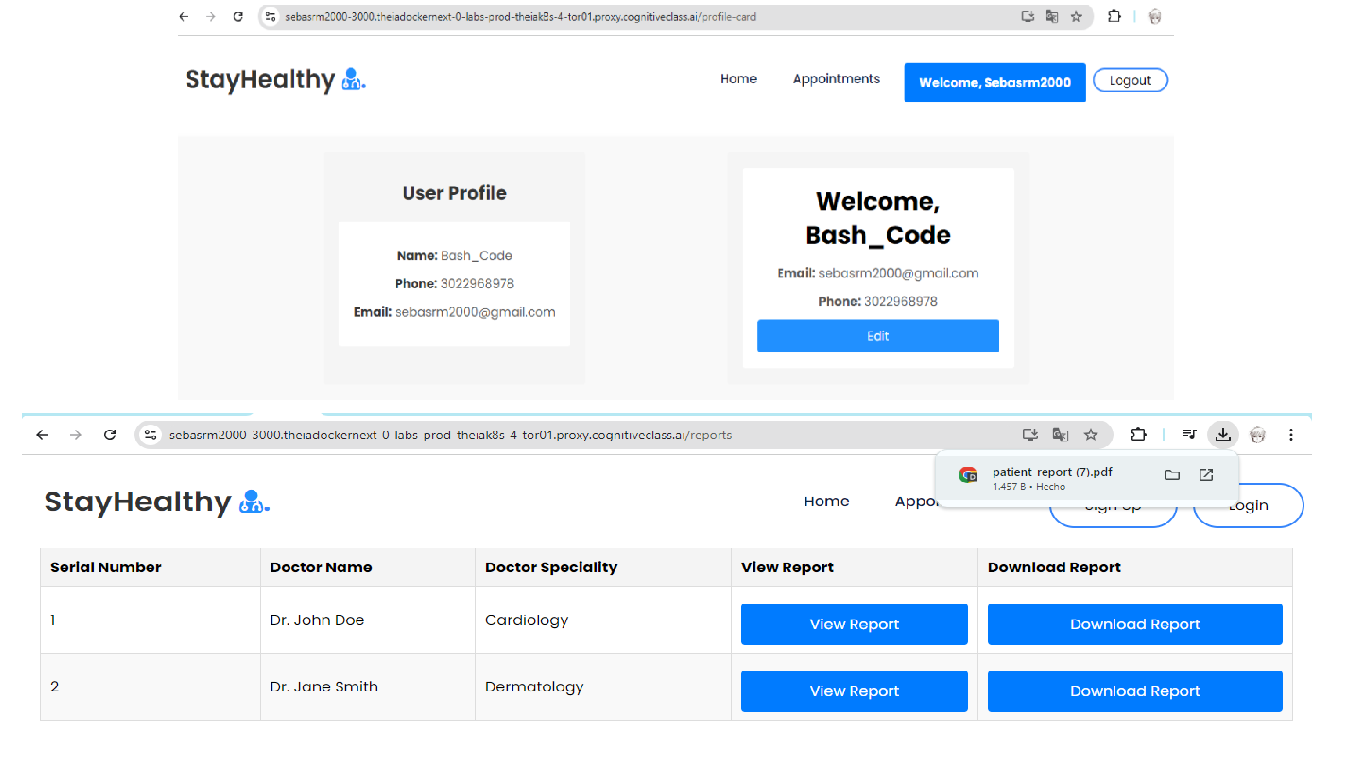 sebasrm2000-3000.theiadockernext-0-labs-prod-theiak8s-4-tor01.proxy.cognitiveclass.ai/profile-card
StayHealthy
Home
Appointments
Welcome, Sebasrm2000
Logout
User Profile
Name: Bash_Code
Phone: 3022968978
Email: sebasrm2000@gmail.com
Welcome,
Bash_Code
Email: sebasrm2000@gmail.com
Phone: 3022968978
Edit
sebasrm2000-3000.theiadockernext-0-labs-prod-theiak8s-4-tor01.proxy.cognitiveclass.ai/reports
patient_report (7).pdf
1.457 B • Hecho
StayHealthy
Home
Appoi
Sign Up
Login
Serial Number Doctor Name Doctor Speciality View Report Download Report
1 Dr. John Doe Cardiology View Report Download Report
2 Dr. Jane Smith Dermatology View Report Download Report